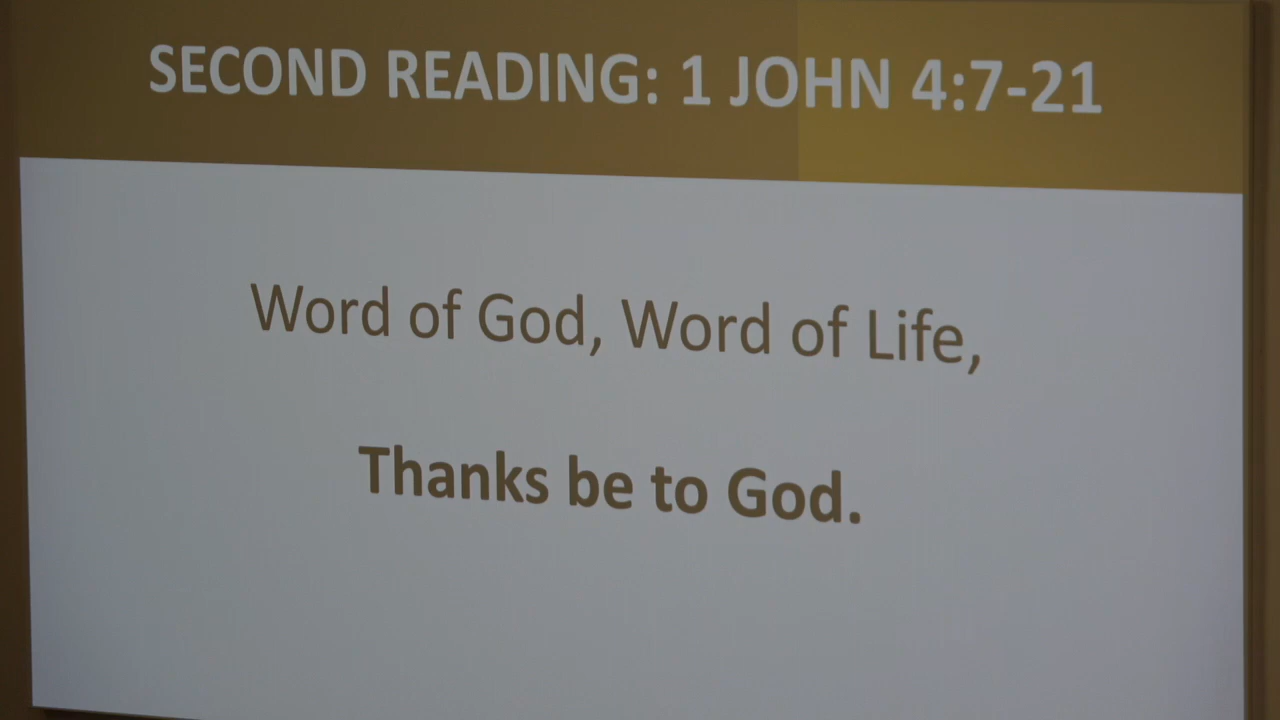 SECOND READING: 1 JOHN 4:7-21
Word of God, Word of Life,
Thanks be to God.